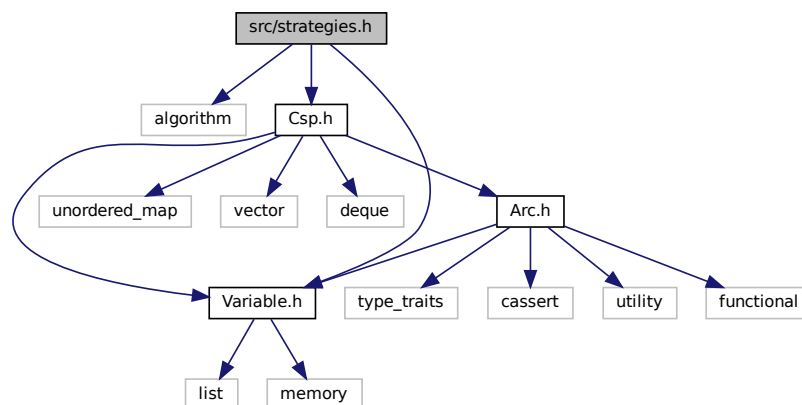 src/strategies.h
algorithm
Csp.h
unordered_map
vector
deque
Arc.h
Variable.h
type_traits
cassert
utility
functional
list
memory